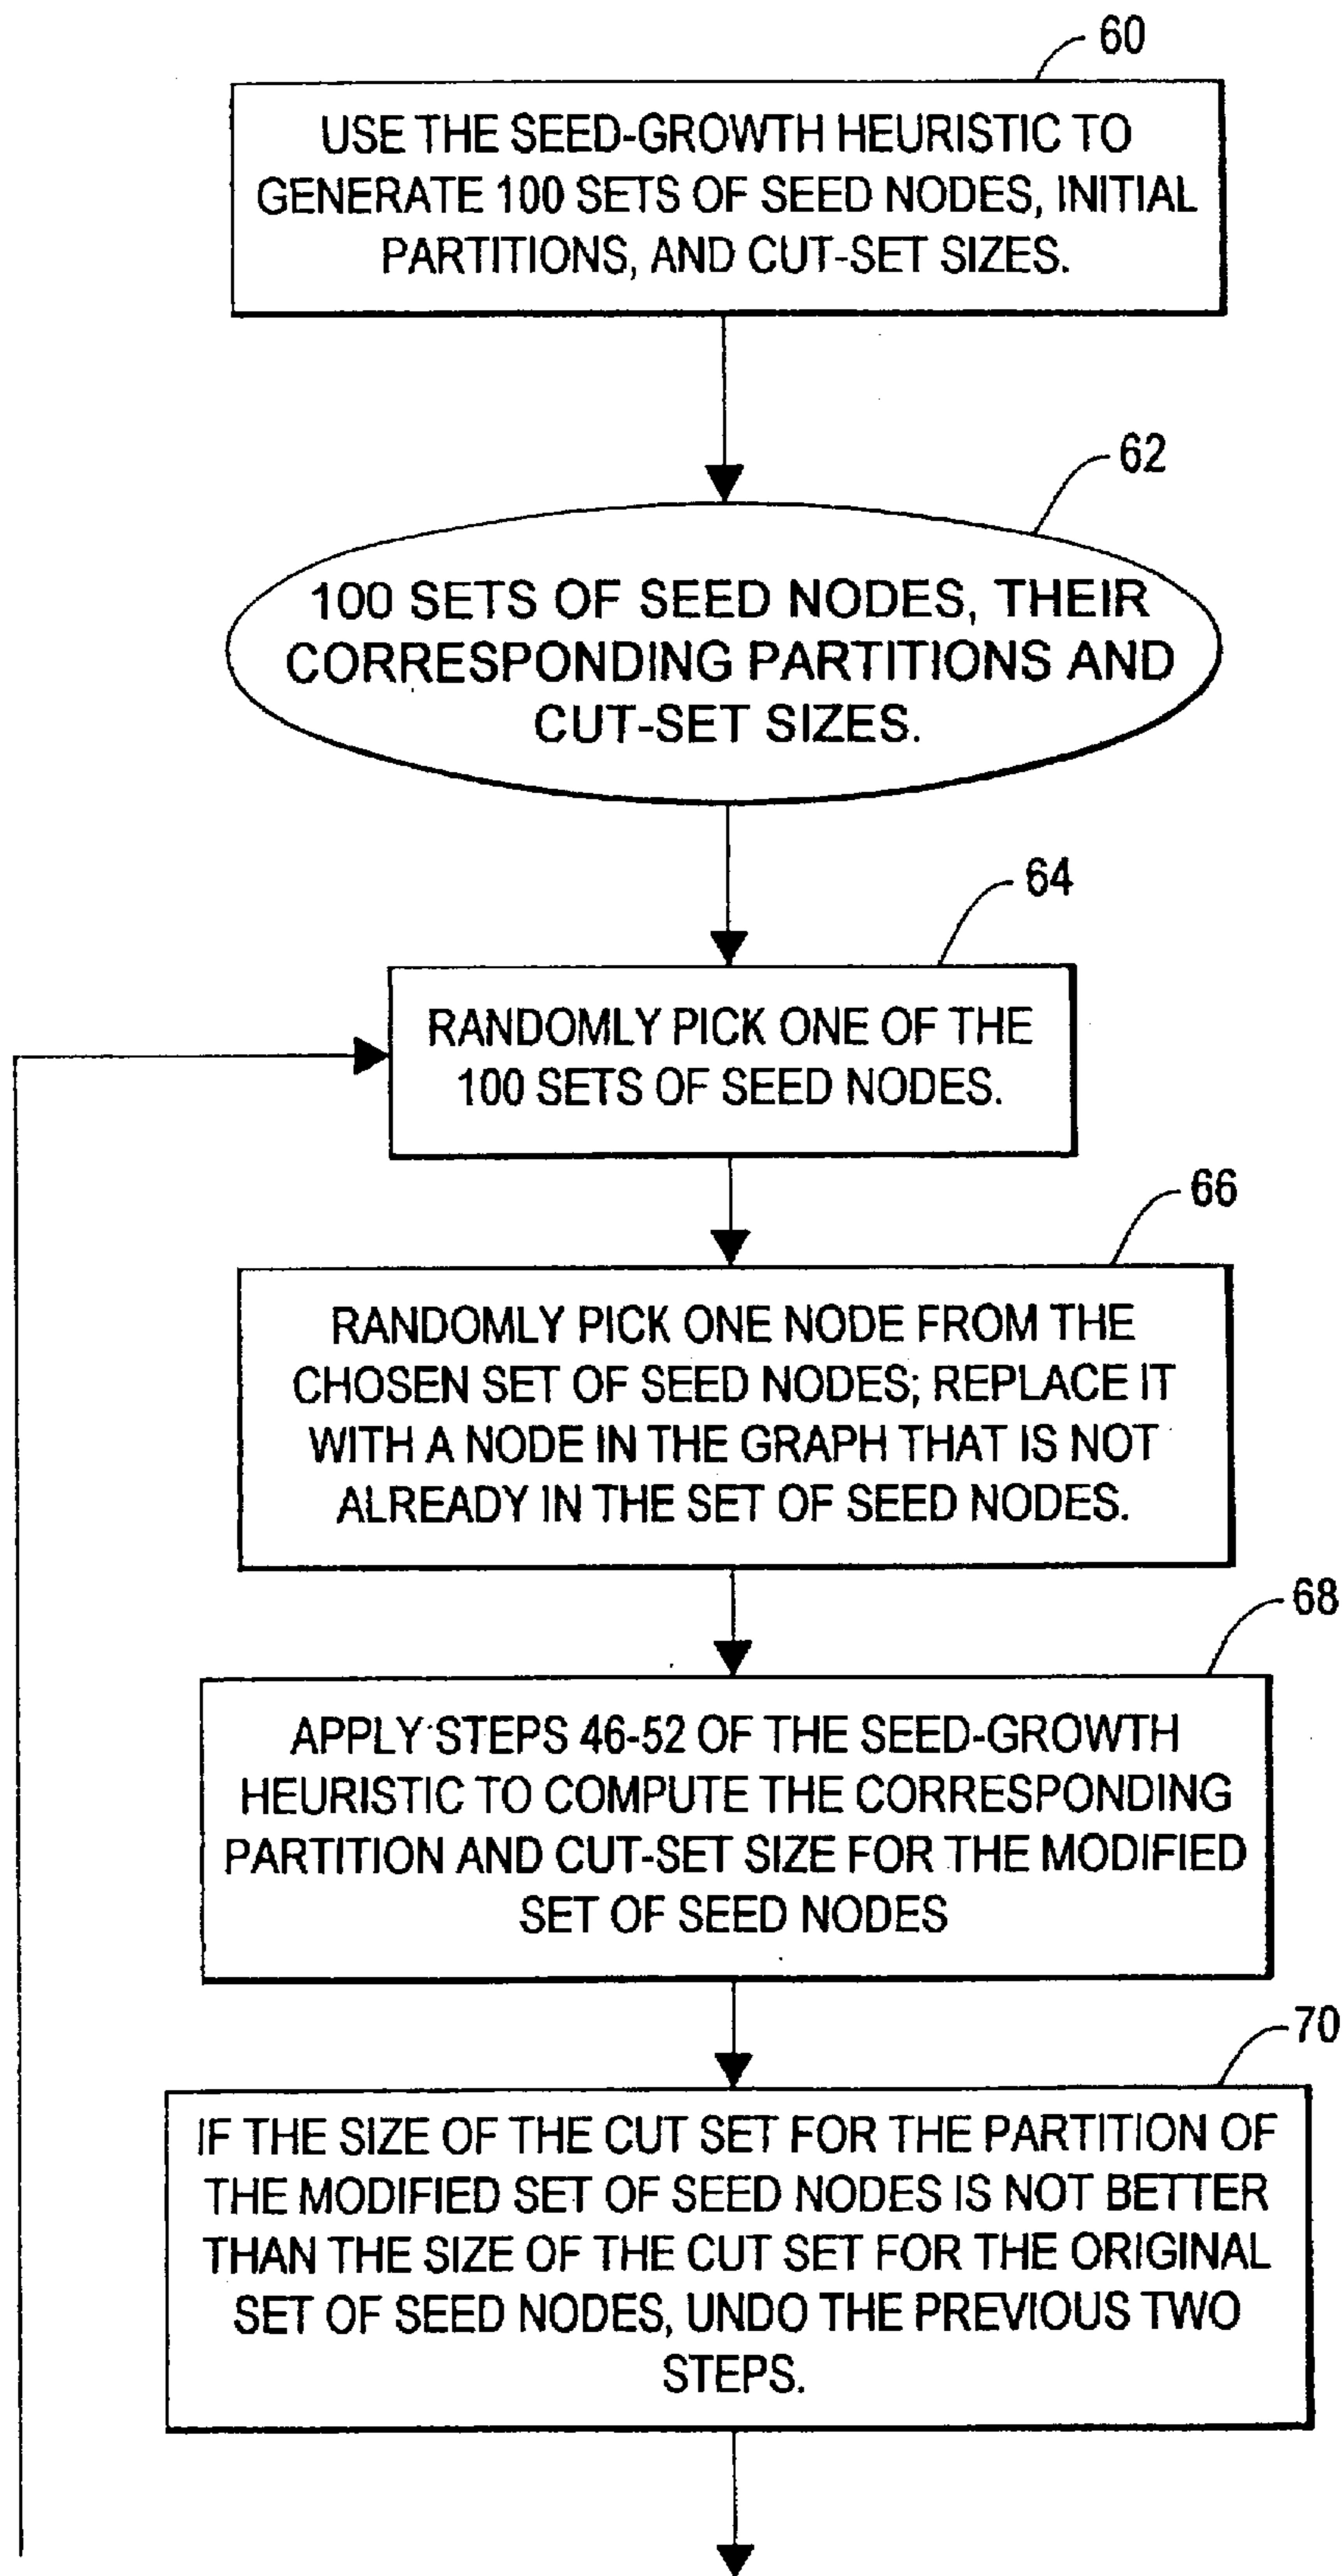 60
USE THE SEED-GROWTH HEURISTIC TO
GENERATE 100 SETS OF SEED NODES, INITIAL
PARTITIONS, AND CUT-SET SIZES.
62
100 SETS OF SEED NODES, THEIR
CORRESPONDING PARTITIONS AND
CUT-SET SIZES.
64
RANDOMLY PICK ONE OF THE
100 SETS OF SEED NODES.
66
RANDOMLY PICK ONE NODE FROM THE
CHOSEN SET OF SEED NODES; REPLACE IT
WITH A NODE IN THE GRAPH THAT IS NOT
ALREADY IN THE SET OF SEED NODES.
68
APPLY STEPS 46-52 OF THE SEED-GROWTH
HEURISTIC TO COMPUTE THE CORRESPONDING
PARTITION AND CUT-SET SIZE FOR THE MODIFIED
SET OF SEED NODES
70
IF THE SIZE OF THE CUT SET FOR THE PARTITION OF
THE MODIFIED SET OF SEED NODES IS NOT BETTER
THAN THE SIZE OF THE CUT SET FOR THE ORIGINAL
SET OF SEED NODES, UNDO THE PREVIOUS TWO
STEPS.